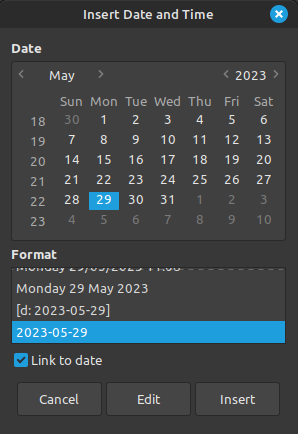 Insert Date and Time
Date
May 2023
Sun Mon Tue Wed Thu Fri Sat
18 30 1 2 3 4 5 6
19 7 8 9 10 11 12 13
20 14 15 16 17 18 19 20
21 21 22 23 24 25 26 27
22 28 29 30 31 1 2 3
23 4 5 6 7 8 9 10
Format
Monday 29 May 2023
[d: 2023-05-29]
2023-05-29
Link to date
Cancel Edit Insert